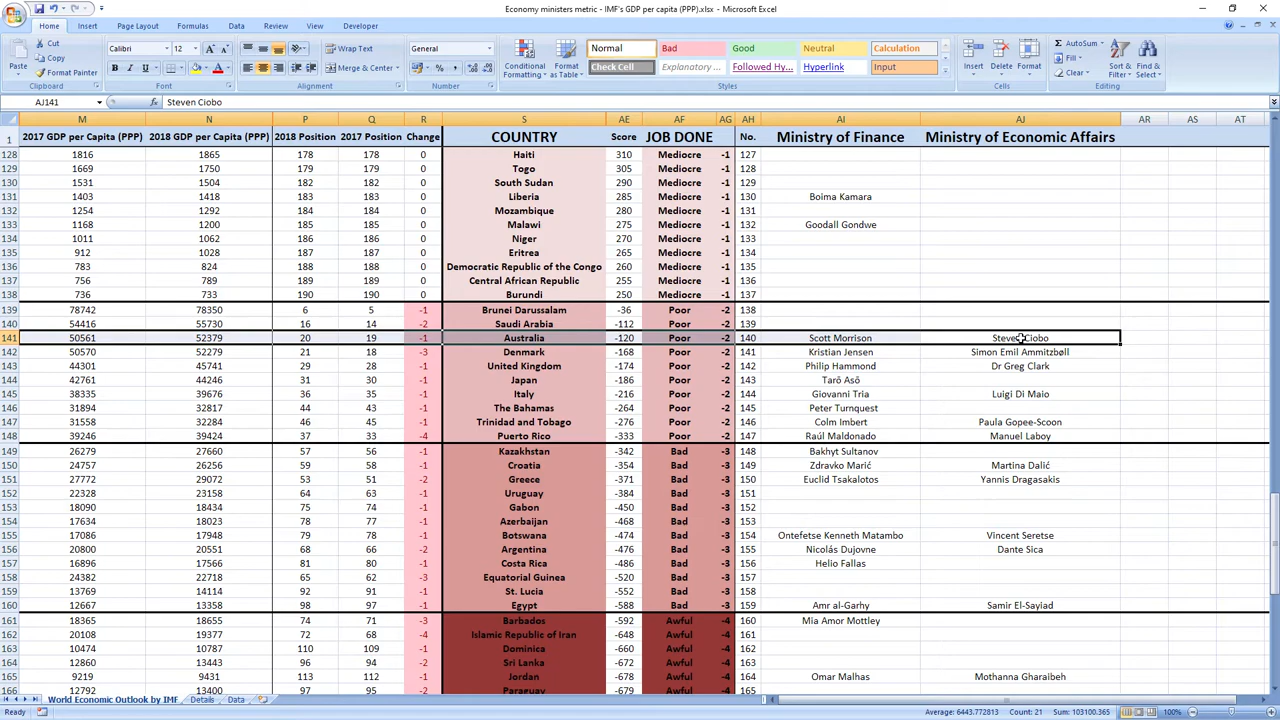 Economy ministers metric - IMF's GDP per capita (PPP).xlsx - Microsoft Excel
Home Insert Page Layout Formulas Data Review View Developer
Cut Calibri 12 Wrap Text General Normal Bad Good Neutral Calculation AutoSum
Copy Fill
Paste Format Painter Merge & Center Conditional Formatting Format as Table Check Cell Explanatory ... Followed Hy... Hyperlink Input Insert Delete Format Clear Sort & Filter Find & Select
Clipboard Font Alignment Number Styles Cells Editing
AJ141 Steven Ciobo
M N P Q R S AE AF AG AH AI AJ AR AS AT
1 2017 GDP per Capita (PPP) 2018 GDP per Capita (PPP) 2018 Position 2017 Position Change COUNTRY Score JOB DONE No. Ministry of Finance Ministry of Economic Affairs
128 1816 1865 178 178 0 Haiti 310 Mediocre -1 127
129 1669 1750 179 179 0 Togo 305 Mediocre -1 128
130 1531 1504 182 182 0 South Sudan 290 Mediocre -1 129
131 1403 1418 183 183 0 Liberia 285 Mediocre -1 130 Boima Kamara
132 1254 1292 184 184 0 Mozambique 280 Mediocre -1 131
133 1168 1200 185 185 0 Malawi 275 Mediocre -1 132 Goodall Gondwe
134 1011 1062 186 186 0 Niger 270 Mediocre -1 133
135 912 1028 187 187 0 Eritrea 265 Mediocre -1 134
136 783 824 188 188 0 Democratic Republic of the Congo 260 Mediocre -1 135
137 756 789 189 189 0 Central African Republic 255 Mediocre -1 136
138 736 733 190 190 0 Burundi 250 Mediocre -1 137
139 78742 78350 6 5 -1 Brunei Darussalam -36 Poor -2 138
140 54416 55730 16 14 -2 Saudi Arabia -112 Poor -2 139
141 50561 52379 20 19 -1 Australia -120 Poor -2 140 Scott Morrison Steven Ciobo
142 50570 52279 21 18 -3 Denmark -168 Poor -2 141 Kristian Jensen Simon Emil Ammitzbøll
143 44301 45741 29 28 -1 United Kingdom -174 Poor -2 142 Philip Hammond Dr Greg Clark
144 42761 44246 31 30 -1 Japan -186 Poor -2 143 Tarō Asō
145 38335 39676 36 35 -1 Italy -216 Poor -2 144 Giovanni Tria Luigi Di Maio
146 31894 32817 44 43 -1 The Bahamas -264 Poor -2 145 Peter Turnquest
147 31558 32284 46 45 -1 Trinidad and Tobago -276 Poor -2 146 Colm Imbert Paula Gopee-Scoon
148 39246 39424 37 33 -4 Puerto Rico -333 Poor -2 147 Raúl Maldonado Manuel Laboy
149 26279 27660 57 56 -1 Kazakhstan -342 Bad -3 148 Bakhyt Sultanov
150 24757 26256 59 58 -1 Croatia -354 Bad -3 149 Zdravko Marić Martina Dalić
151 27772 29072 53 51 -2 Greece -371 Bad -3 150 Euclid Tsakalotos Yannis Dragasakis
152 22328 23158 64 63 -1 Uruguay -384 Bad -3 151
153 18090 19430 75 74 -1 Gabon -450 Bad -3 152
154 17634 18023 78 77 -1 Azerbaijan -468 Bad -3 153
155 17086 17948 79 78 -1 Botswana -474 Bad -3 154 Ontefetse Kenneth Matambo Vincent Seretse
156 20800 20551 68 66 -2 Argentina -476 Bad -3 155 Nicolás Dujovne Dante Sica
157 16896 17566 81 80 -1 Costa Rica -486 Bad -3 156 Helio Fallas
158 24382 22718 65 62 -3 Equatorial Guinea -520 Bad -3 157
159 13769 14114 92 91 -1 St. Lucia -552 Bad -3 158
160 12667 13358 98 97 -1 Egypt -588 Bad -3 159 Amr al-Garhy Samir El-Sayiad
161 18365 18655 74 71 -3 Barbados -592 Awful -4 160 Mia Amor Mottley
162 20108 19377 72 68 -4 Islamic Republic of Iran -648 Awful -4 161
163 10474 10787 110 109 -1 Dominica -659 Awful -4 162
164 12860 13443 96 94 -2 Sri Lanka -672 Awful -4 163
165 9219 9431 111 110 -1 Jordan -678 Awful -4 164 Omar Malhas Mothanna Gharaibeh
166 12792 13400 97 95 -2 Paraguay -679 Awful -4 165
World Economic Outlook by IMF Details Data
Ready Average: 6443.772813 Count: 21 Sum: 103100.365 100%